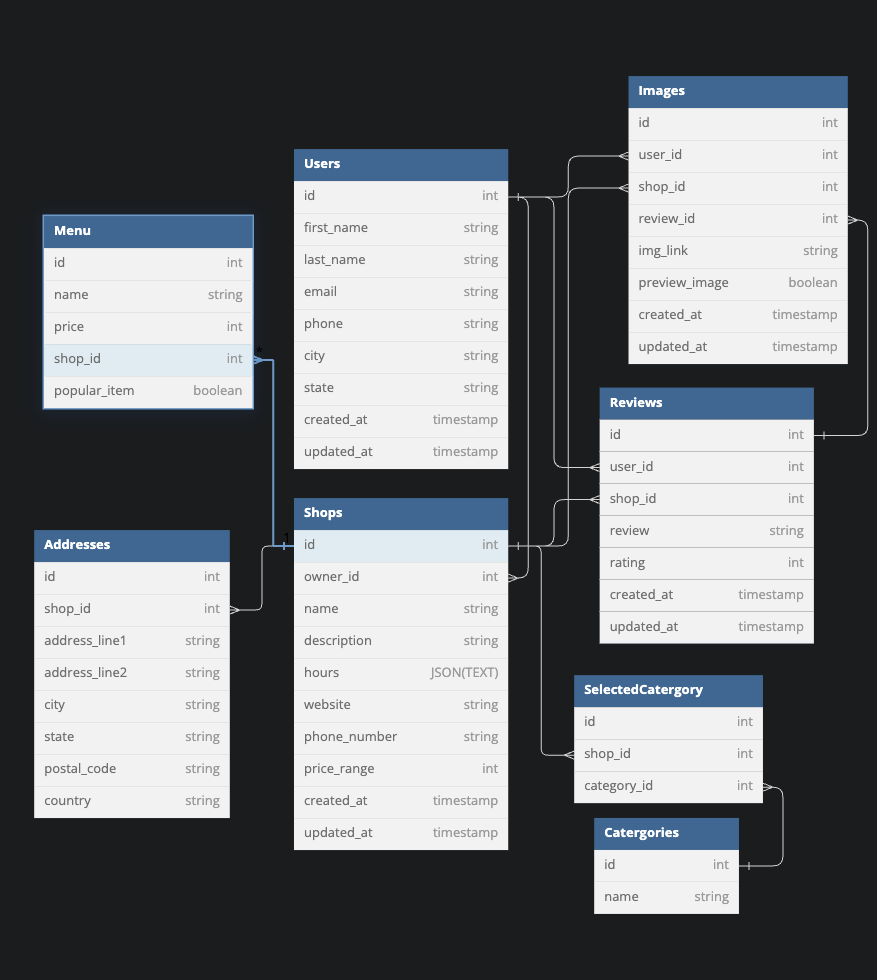 Images
id int
user_id int
shop_id int
review_id int
img_link string
preview_image boolean
created_at timestamp
updated_at timestamp
Users
id int
first_name string
last_name string
email string
phone string
city string
state string
created_at timestamp
updated_at timestamp
Menu
id int
name string
price int
shop_id int
popular_item boolean
*
1
Reviews
id int
user_id int
shop_id int
review string
rating int
created_at timestamp
updated_at timestamp
Shops
id int
owner_id int
name string
description string
hours JSON(TEXT)
website string
phone_number string
price_range int
created_at timestamp
updated_at timestamp
Addresses
id int
shop_id int
address_line1 string
address_line2 string
city string
state string
postal_code string
country string
SelectedCatergory
id int
shop_id int
category_id int
Catergories
id int
name string